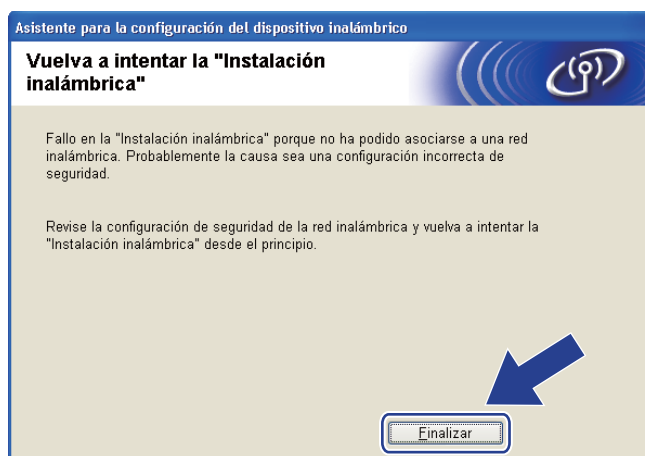 Asistente para la configuración del dispositivo inalámbrico
Vuelva a intentar la "Instalación
inalámbrica"
Fallo en la "Instalación inalámbrica" porque no ha podido asociarse a una red
inalámbrica. Probablemente la causa sea una configuración incorrecta de
seguridad.
Revise la configuración de seguridad de la red inalámbrica y vuelva a intentar la
"Instalación inalámbrica" desde el principio.
Finalizar